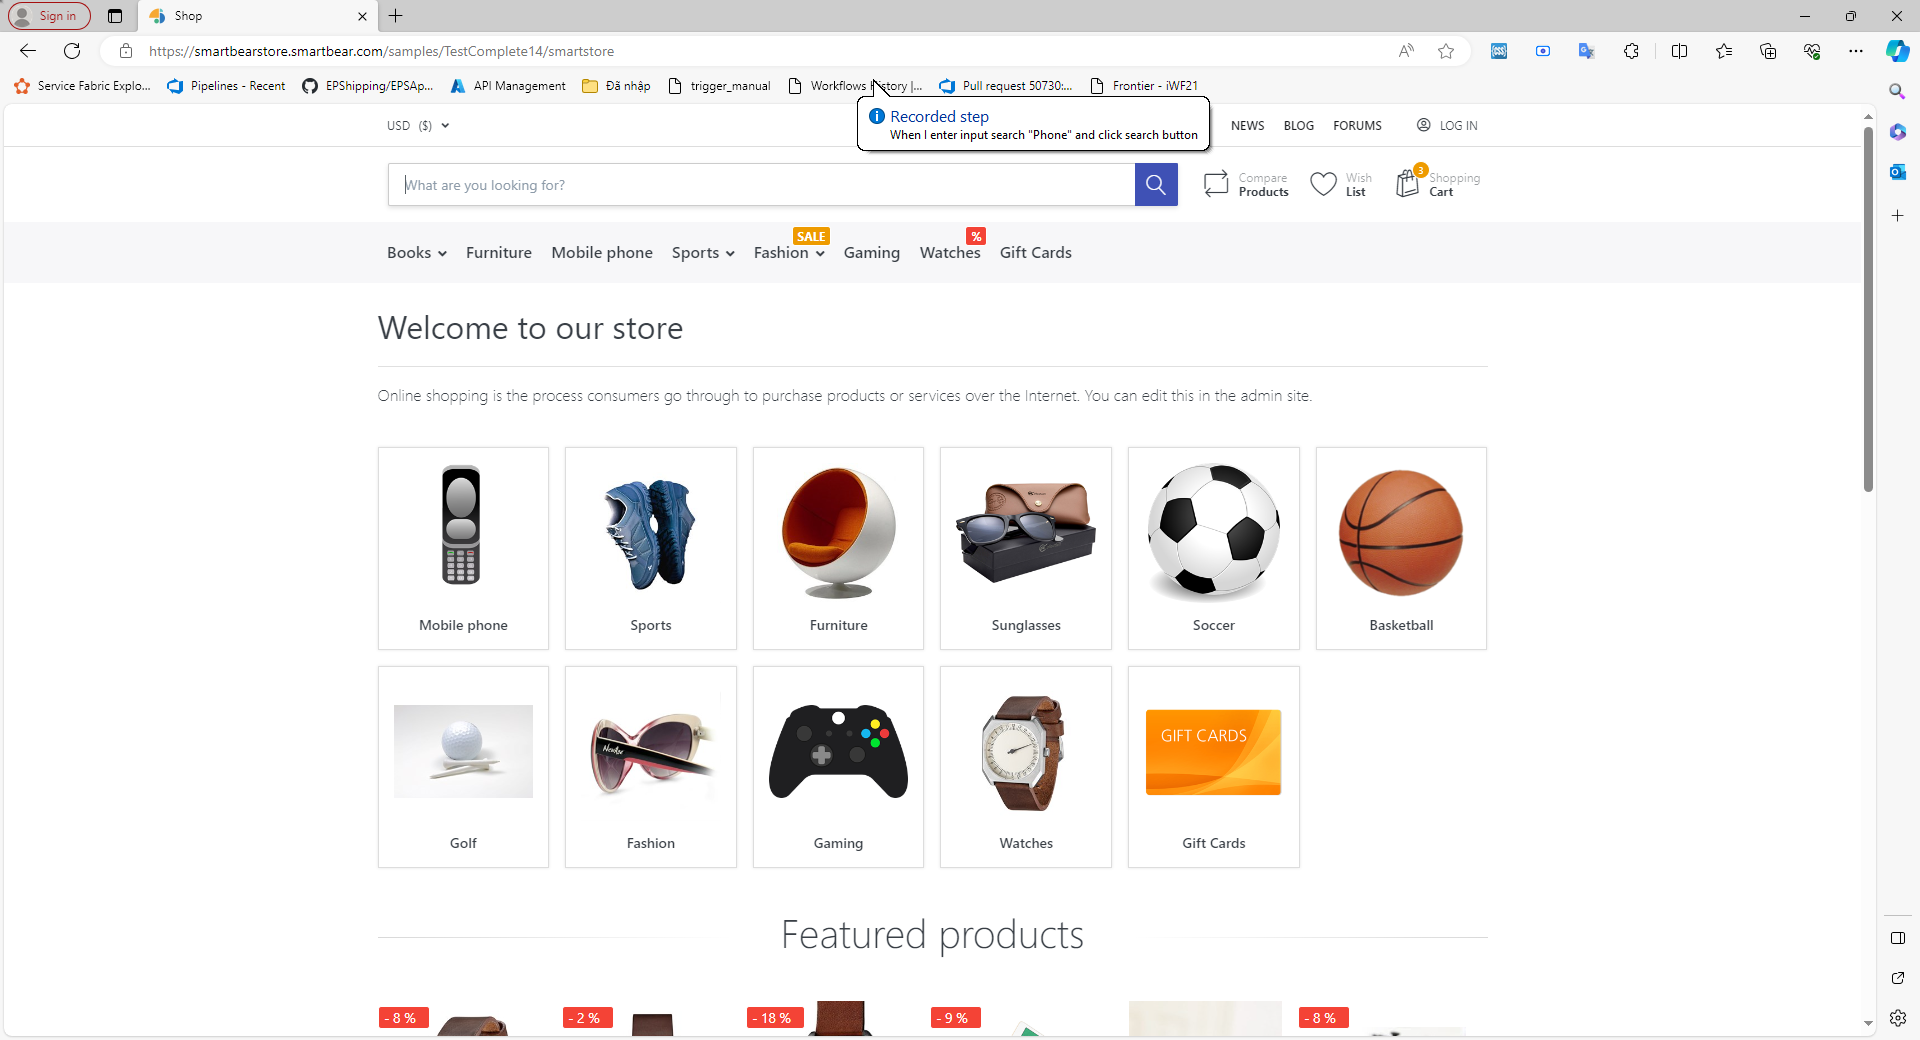 Sign in
Shop
https://smartbearstore.smartbear.com/samples/TestComplete14/smartstore
Service Fabric Explo...
Pipelines - Recent
EPShipping/EPSAp...
API Management
Đã nhập
trigger_manual
Workflows History |...
Pull request 50730:...
Frontier - iWF21
Recorded step
When I enter input search "Phone" and click search button
USD ($)
NEWS
BLOG
FORUMS
LOG IN
What are you looking for?
Compare
Products
Wish
List
3
Shopping
Cart
Books
Furniture
Mobile phone
Sports
SALE
Fashion
Gaming
%
Watches
Gift Cards
Welcome to our store
Online shopping is the process consumers go through to purchase products or services over the Internet. You can edit this in the admin site.
Mobile phone
Sports
Furniture
Sunglasses
Soccer
Basketball
GIFT CARDS
Golf
Fashion
Gaming
Watches
Gift Cards
Featured products
- 8 %
- 2 %
- 18 %
- 9 %
- 8 %